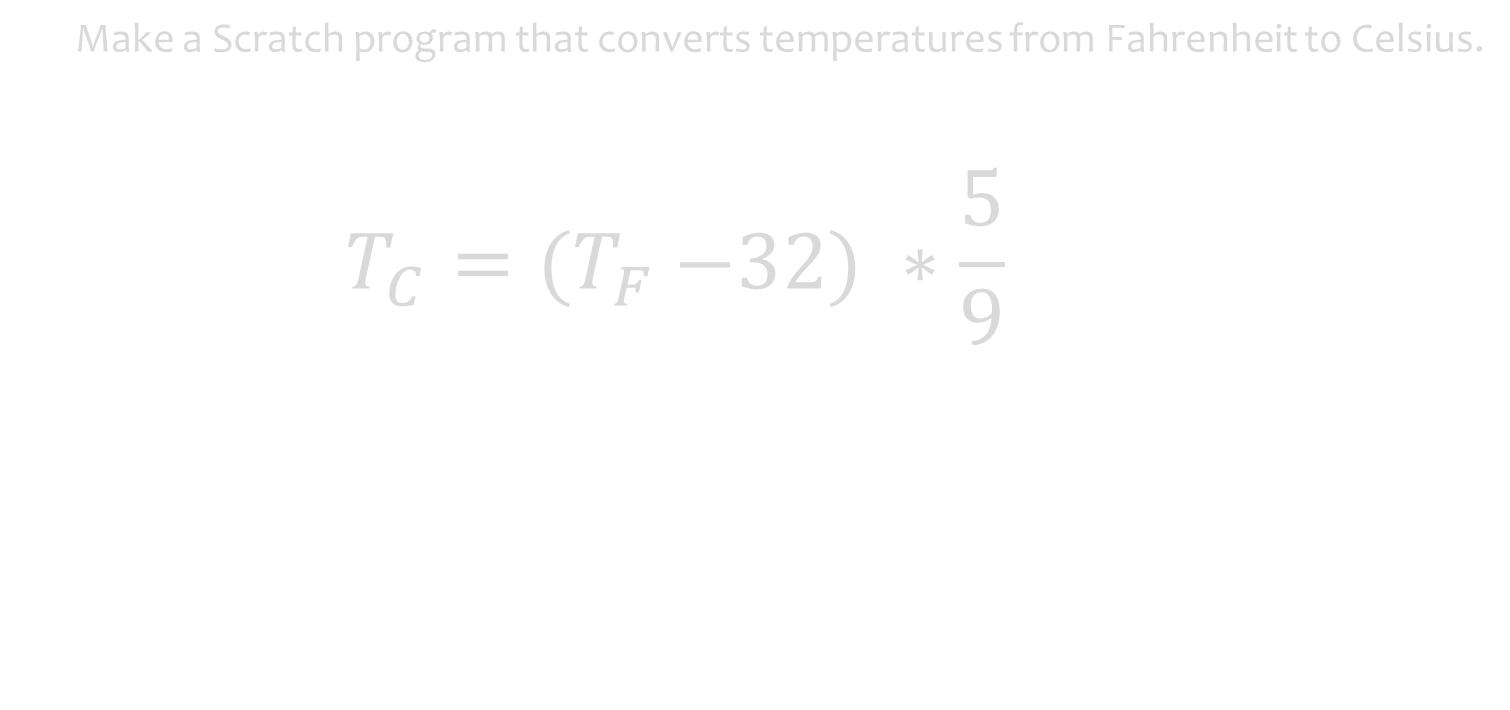 Make a Scratch program that converts temperatures from Fahrenheit to Celsius.
T_C = (T_F −32) * 5/9